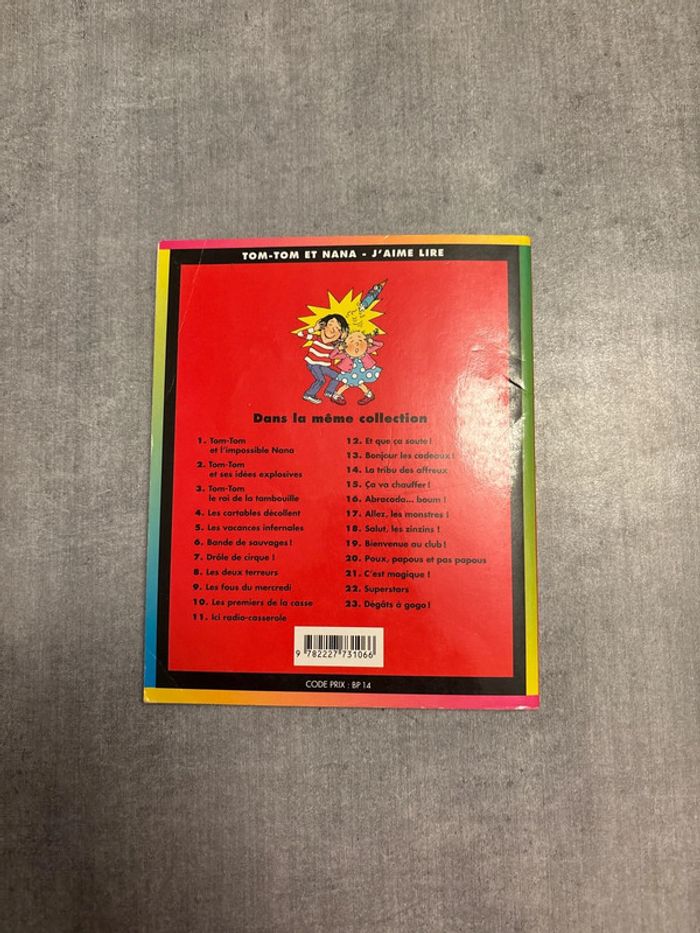 TOM-TOM ET NANA - J'AIME LIRE
Dans la même collection
1. Tom-Tom
et l'impossible Nana
2. Tom-Tom
et ses idées explosives
3. Tom-Tom
le roi de la tambouille
4. Les cartables décollent
5. Les vacances infernales
6. Bande de sauvages !
7. Drôle de cirque !
8. Les deux terreurs
9. Les fous du mercredi
10. Les premiers de la casse
11. Ici radio-casserole
12. Et que ça saute !
13. Bonjour les cadeaux !
14. La tribu des affreux
15. Ça va chauffer !
16. Abracada... boum !
17. Allez, les monstres !
18. Salut, les zinzins !
19. Bienvenue au club !
20. Poux, papous et pas papous
21. C'est magique !
22. Superstars
23. Dégâts à gogo !
9 782227 731066
CODE PRIX : BP 14